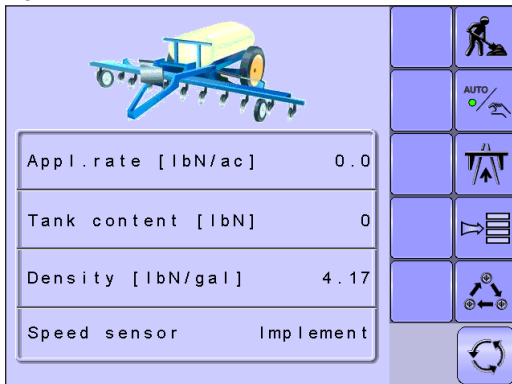 AUTO
Appl.rate [lbN/ac] 0.0
Tank content [lbN] 0
Density [lbN/gal] 4.17
Speed sensor Implement